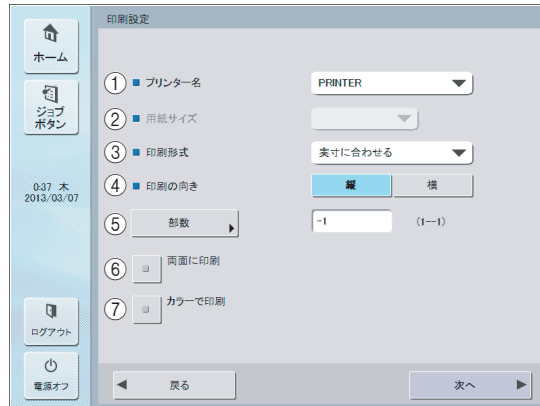 印刷設定
ホーム
ジョブ
ボタン
0:37 木
2013/03/07
ログアウト
電源オフ
① プリンター名 PRINTER
② 用紙サイズ
③ 印刷形式 実寸に合わせる
④ 印刷の向き 縦 横
⑤ 部数 -1 (1--1)
⑥ 両面に印刷
⑦ カラーで印刷
戻る 次へ